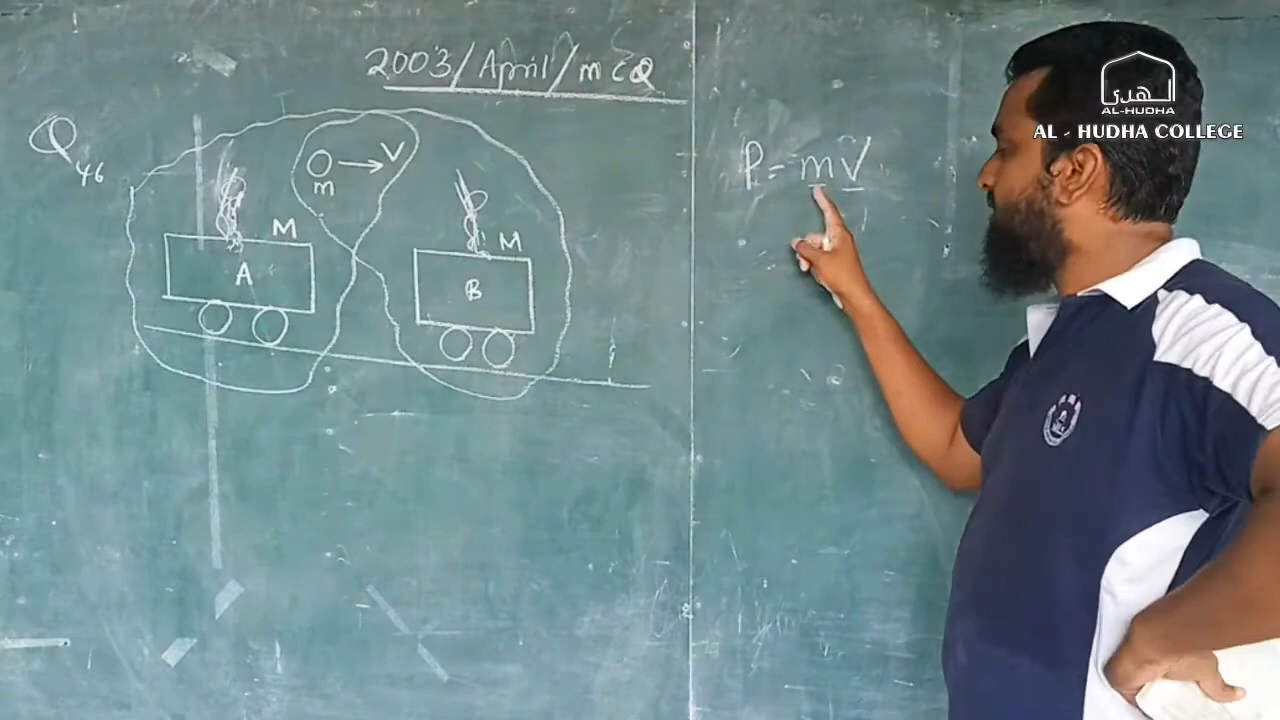 2003/April/MCQ
Q46
m
V
M
A
M
B
P = mV
الهدى
AL-HUDHA
AL - HUDHA COLLEGE